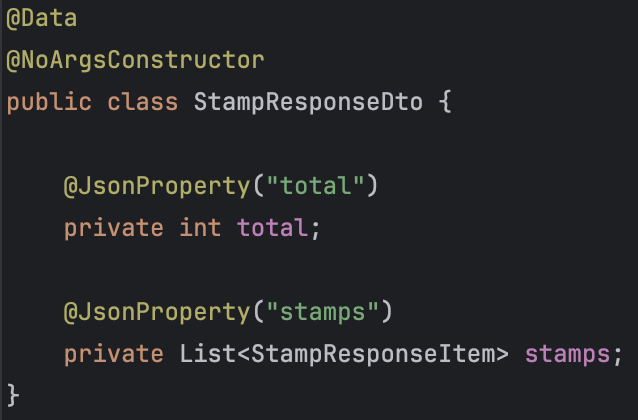 @Data
@NoArgsConstructor
public class StampResponseDto {
@JsonProperty("total")
private int total;
@JsonProperty("stamps")
private List<StampResponseItem> stamps;
}